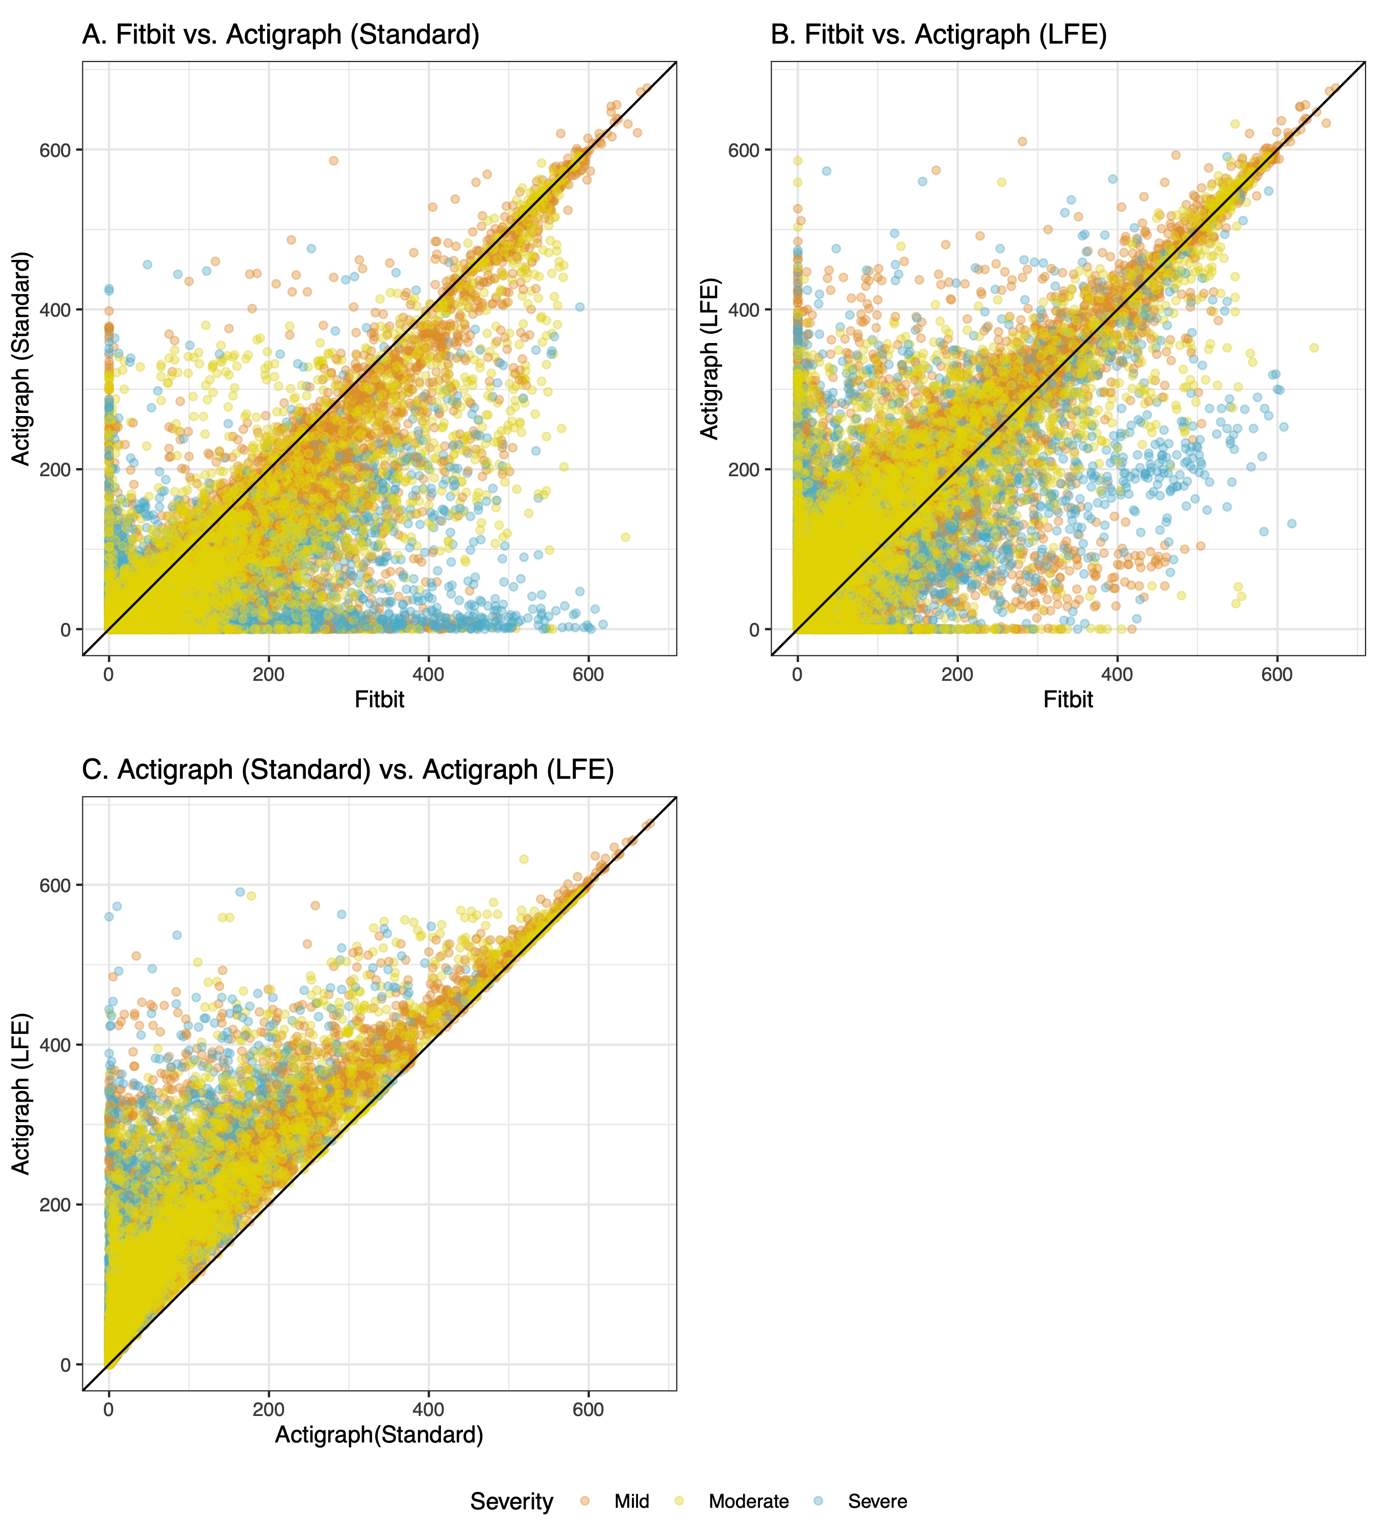 A. Fitbit vs. Actigraph (Standard)
Actigraph (Standard)
600
400
200
0
0 200 400 600
Fitbit
B. Fitbit vs. Actigraph (LFE)
Actigraph (LFE)
600
400
200
0
0 200 400 600
Fitbit
C. Actigraph (Standard) vs. Actigraph (LFE)
Actigraph (LFE)
600
400
200
0
0 200 400 600
Actigraph(Standard)
Severity Mild Moderate Severe